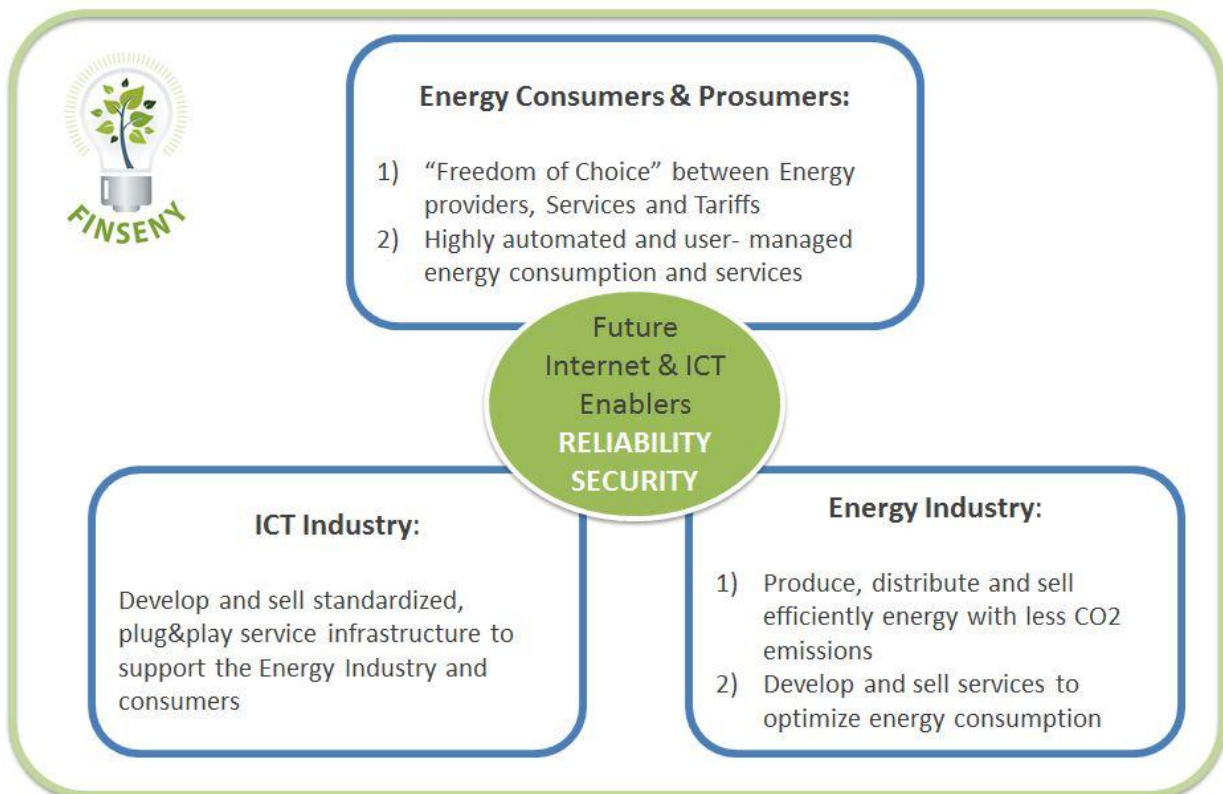 FINSENY
Energy Consumers & Prosumers:
1) “Freedom of Choice” between Energy
providers, Services and Tariffs
2) Highly automated and user- managed
energy consumption and services
Future
Internet & ICT
Enablers
RELIABILITY
SECURITY
ICT Industry:
Develop and sell standardized,
plug&play service infrastructure to
support the Energy Industry and
consumers
Energy Industry:
1) Produce, distribute and sell
efficiently energy with less CO2
emissions
2) Develop and sell services to
optimize energy consumption